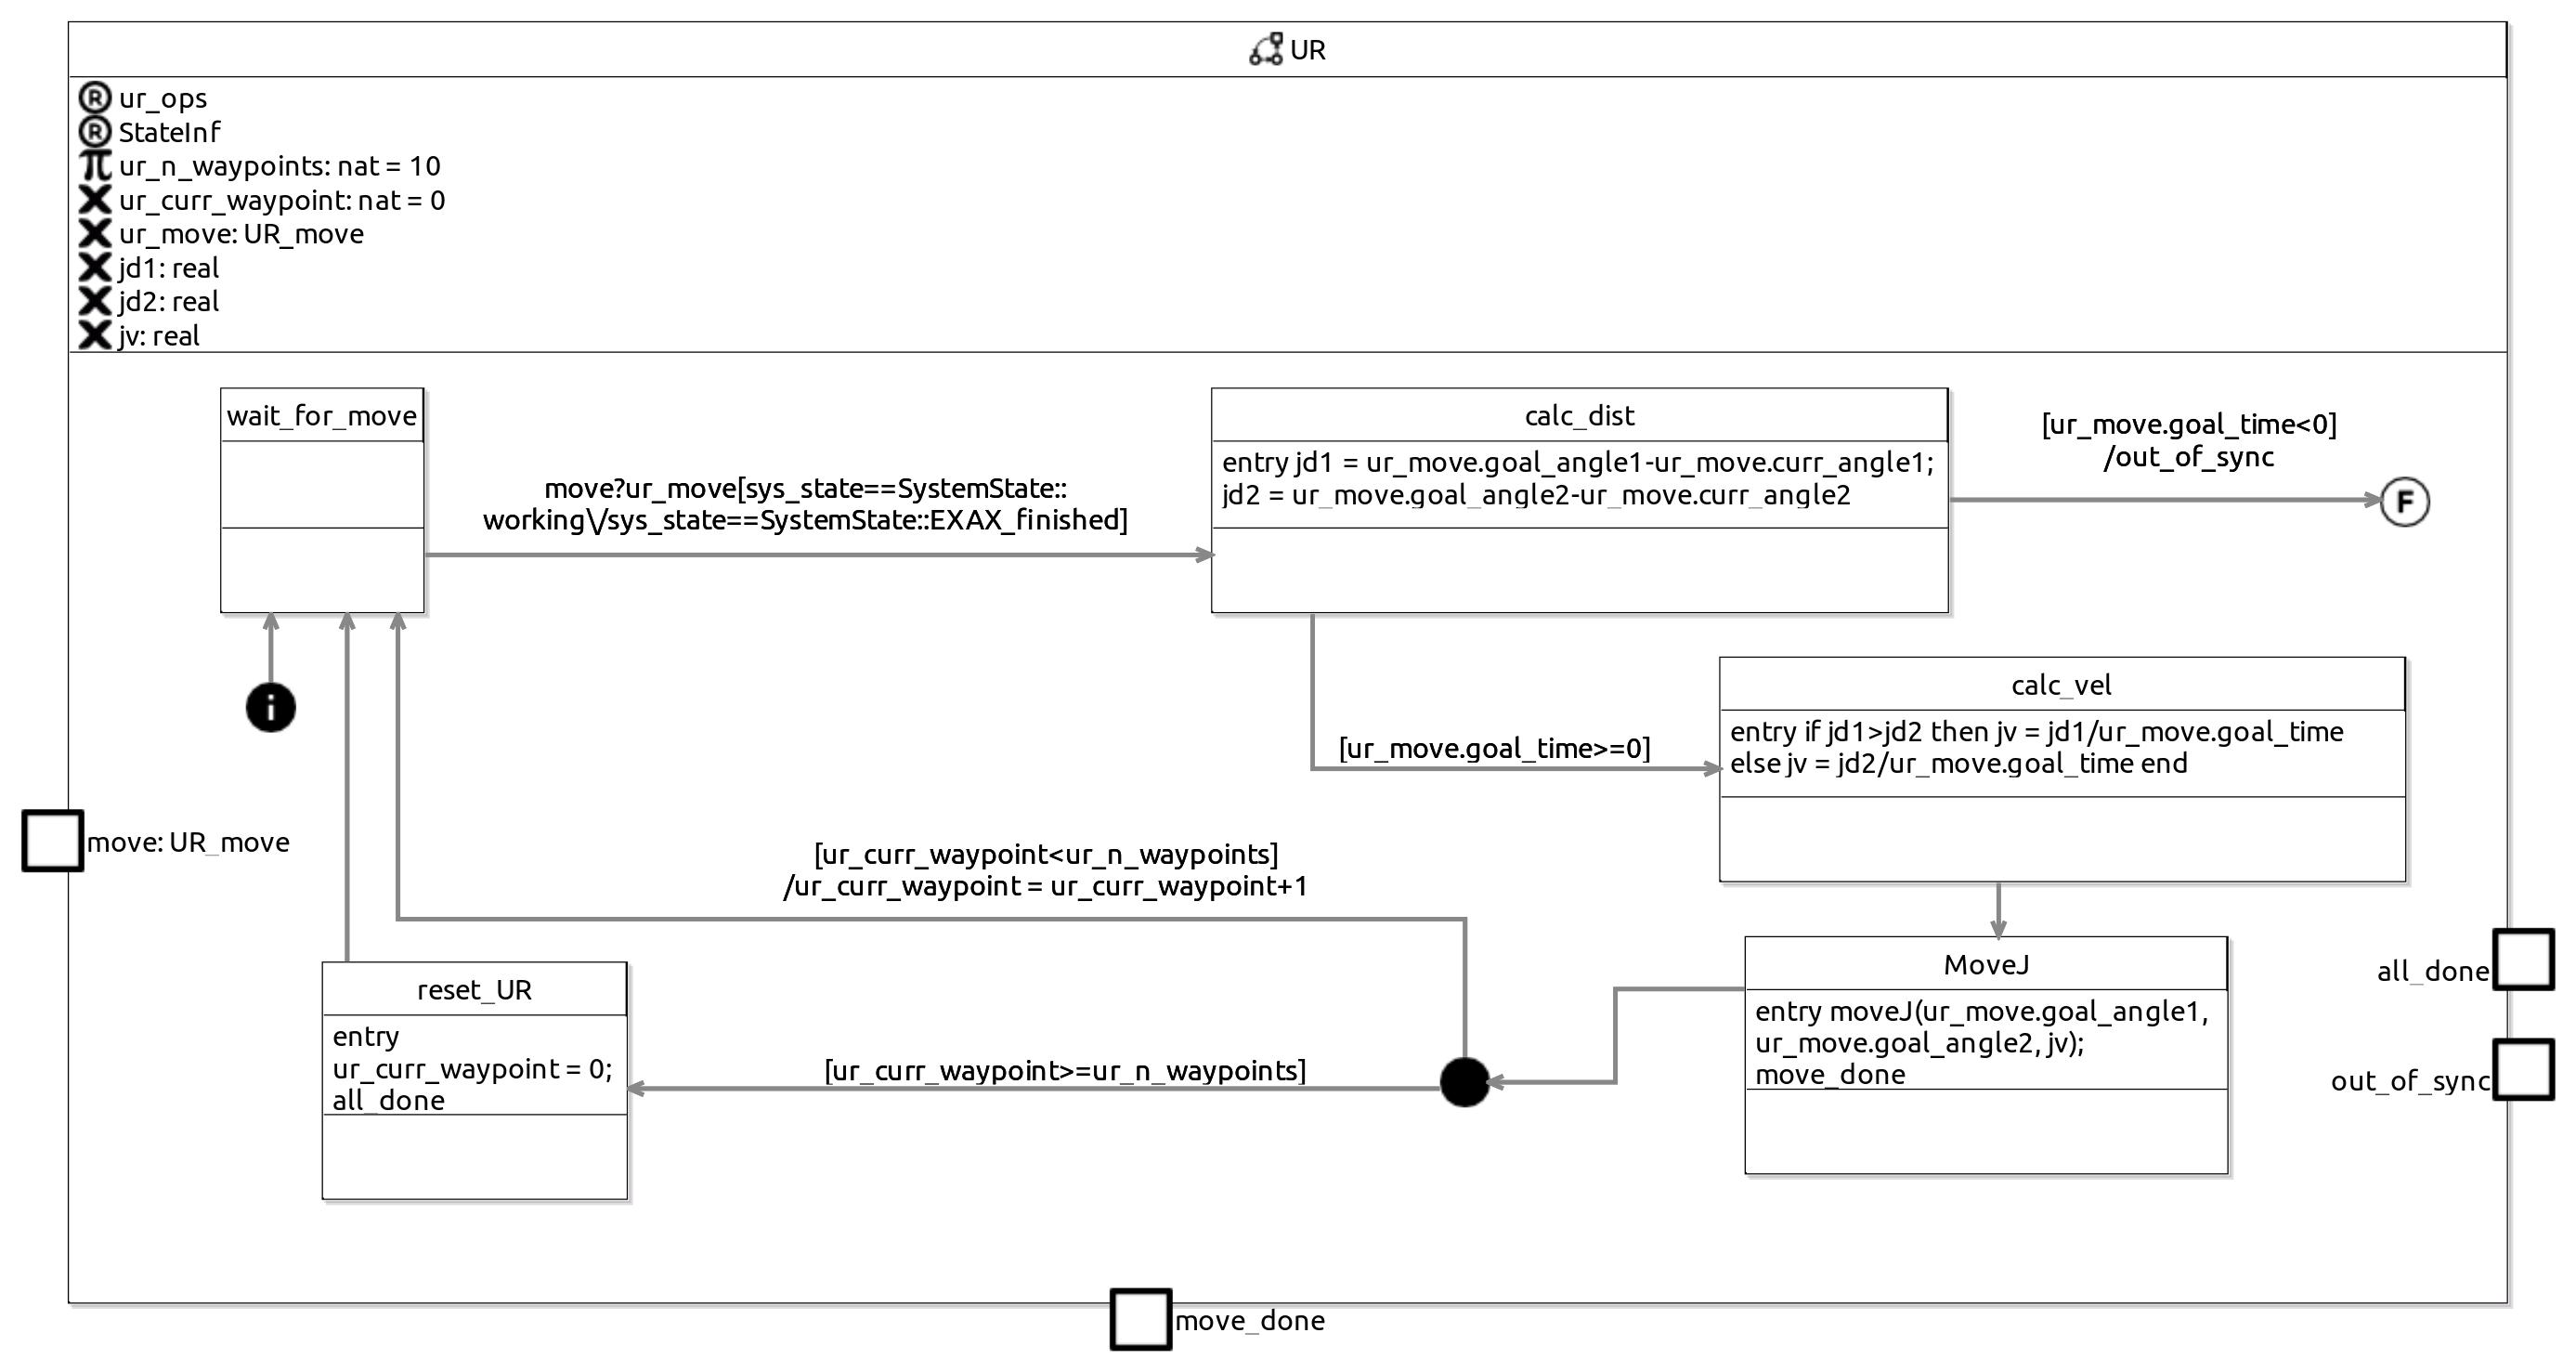 UR
R ur_ops
R StateInf
π ur_n_waypoints: nat = 10
X ur_curr_waypoint: nat = 0
X ur_move: UR_move
X jd1: real
X jd2: real
X jv: real
wait_for_move
move?ur_move[sys_state==SystemState::
working\/sys_state==SystemState::EXAX_finished]
calc_dist
entry jd1 = ur_move.goal_angle1-ur_move.curr_angle1;
jd2 = ur_move.goal_angle2-ur_move.curr_angle2
[ur_move.goal_time<0]
/out_of_sync
F
i
[ur_move.goal_time>=0]
calc_vel
entry if jd1>jd2 then jv = jd1/ur_move.goal_time
else jv = jd2/ur_move.goal_time end
move: UR_move
[ur_curr_waypoint<ur_n_waypoints]
/ur_curr_waypoint = ur_curr_waypoint+1
reset_UR
entry
ur_curr_waypoint = 0;
all_done
[ur_curr_waypoint>=ur_n_waypoints]
MoveJ
entry moveJ(ur_move.goal_angle1,
ur_move.goal_angle2, jv);
move_done
all_done
out_of_sync
move_done